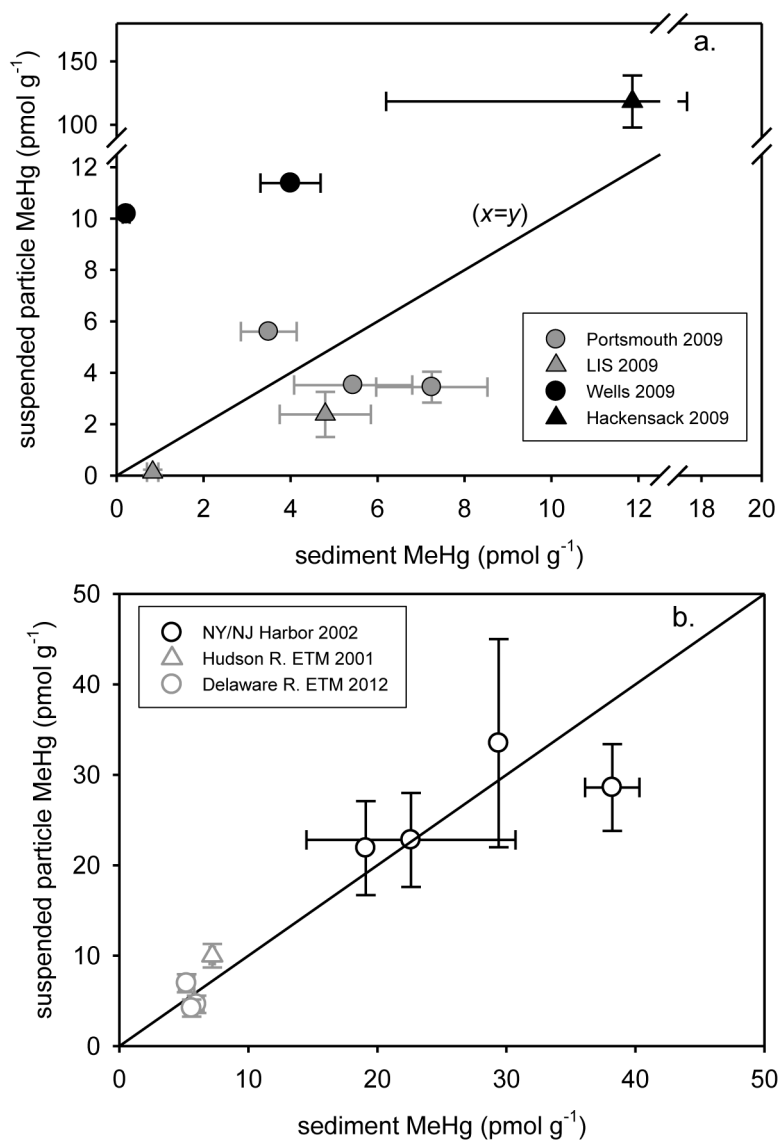 a.
150
100
12
10
8
6
4
2
0
suspended particle MeHg (pmol g⁻¹)
(x=y)
Portsmouth 2009
LIS 2009
Wells 2009
Hackensack 2009
0 2 4 6 8 10 12 18 20
sediment MeHg (pmol g⁻¹)
b.
50
40
30
20
10
0
suspended particle MeHg (pmol g⁻¹)
NY/NJ Harbor 2002
Hudson R. ETM 2001
Delaware R. ETM 2012
0 10 20 30 40 50
sediment MeHg (pmol g⁻¹)